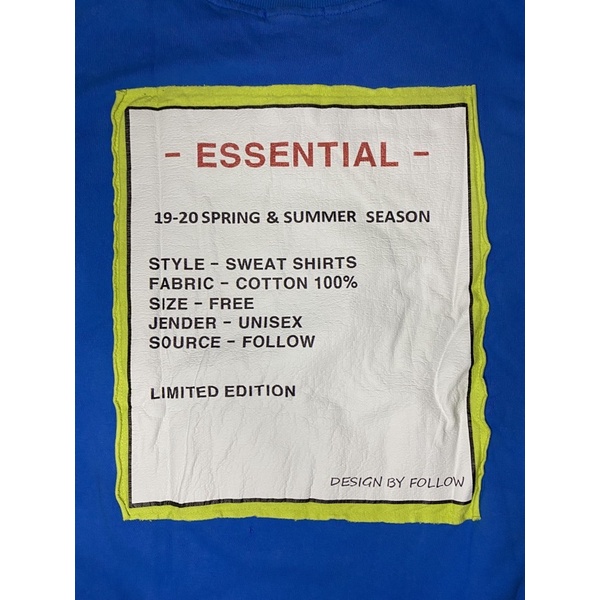 - ESSENTIAL -
19-20 SPRING & SUMMER SEASON
STYLE - SWEAT SHIRTS
FABRIC - COTTON 100%
SIZE - FREE
JENDER - UNISEX
SOURCE - FOLLOW
LIMITED EDITION
DESIGN BY FOLLOW